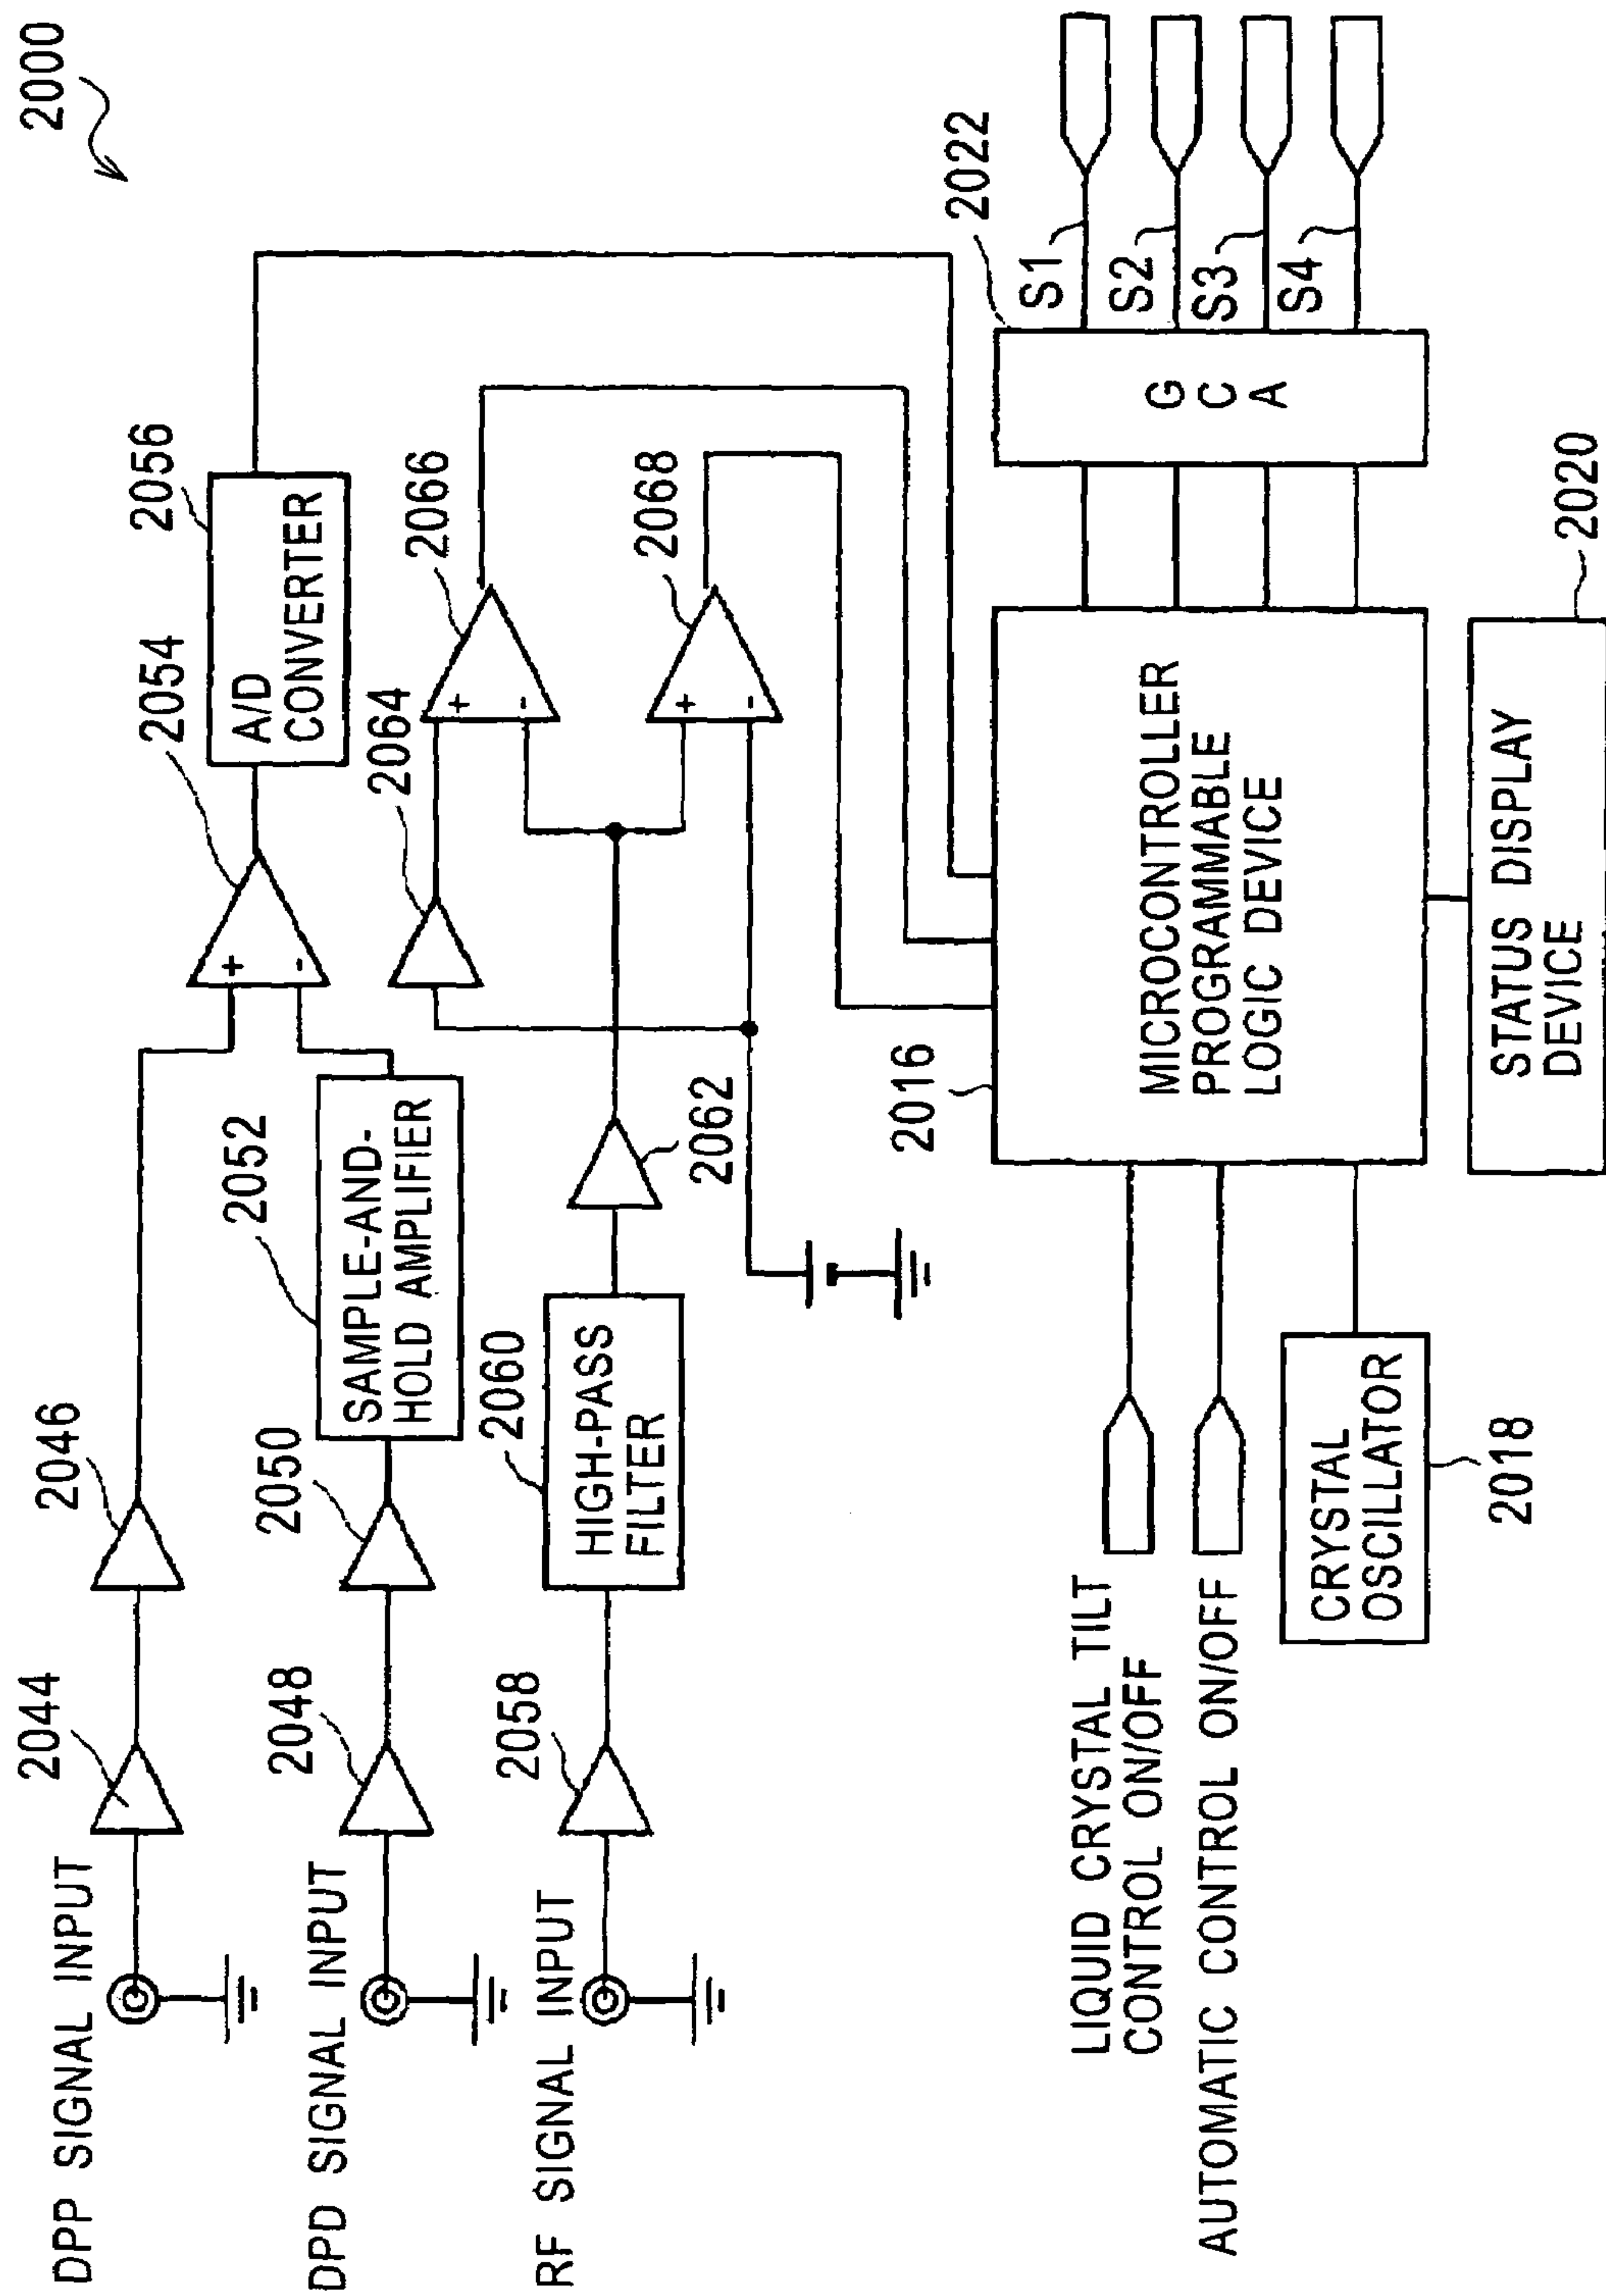 2000
DPP SIGNAL INPUT
2044
2046
2054
+
-
2056
A/D
CONVERTER
DPD SIGNAL INPUT
2048
2050
2052
SAMPLE-AND-
HOLD AMPLIFIER
2064
2066
+
-
RF SIGNAL INPUT
2058
2060
HIGH-PASS
FILTER
2062
2068
+
-
2016
MICROCONTROLLER
PROGRAMMABLE
LOGIC DEVICE
2022
G
C
A
S1
S2
S3
S4
LIQUID CRYSTAL TILT
CONTROL ON/OFF
AUTOMATIC CONTROL ON/OFF
CRYSTAL
OSCILLATOR
2018
STATUS DISPLAY
DEVICE
2020